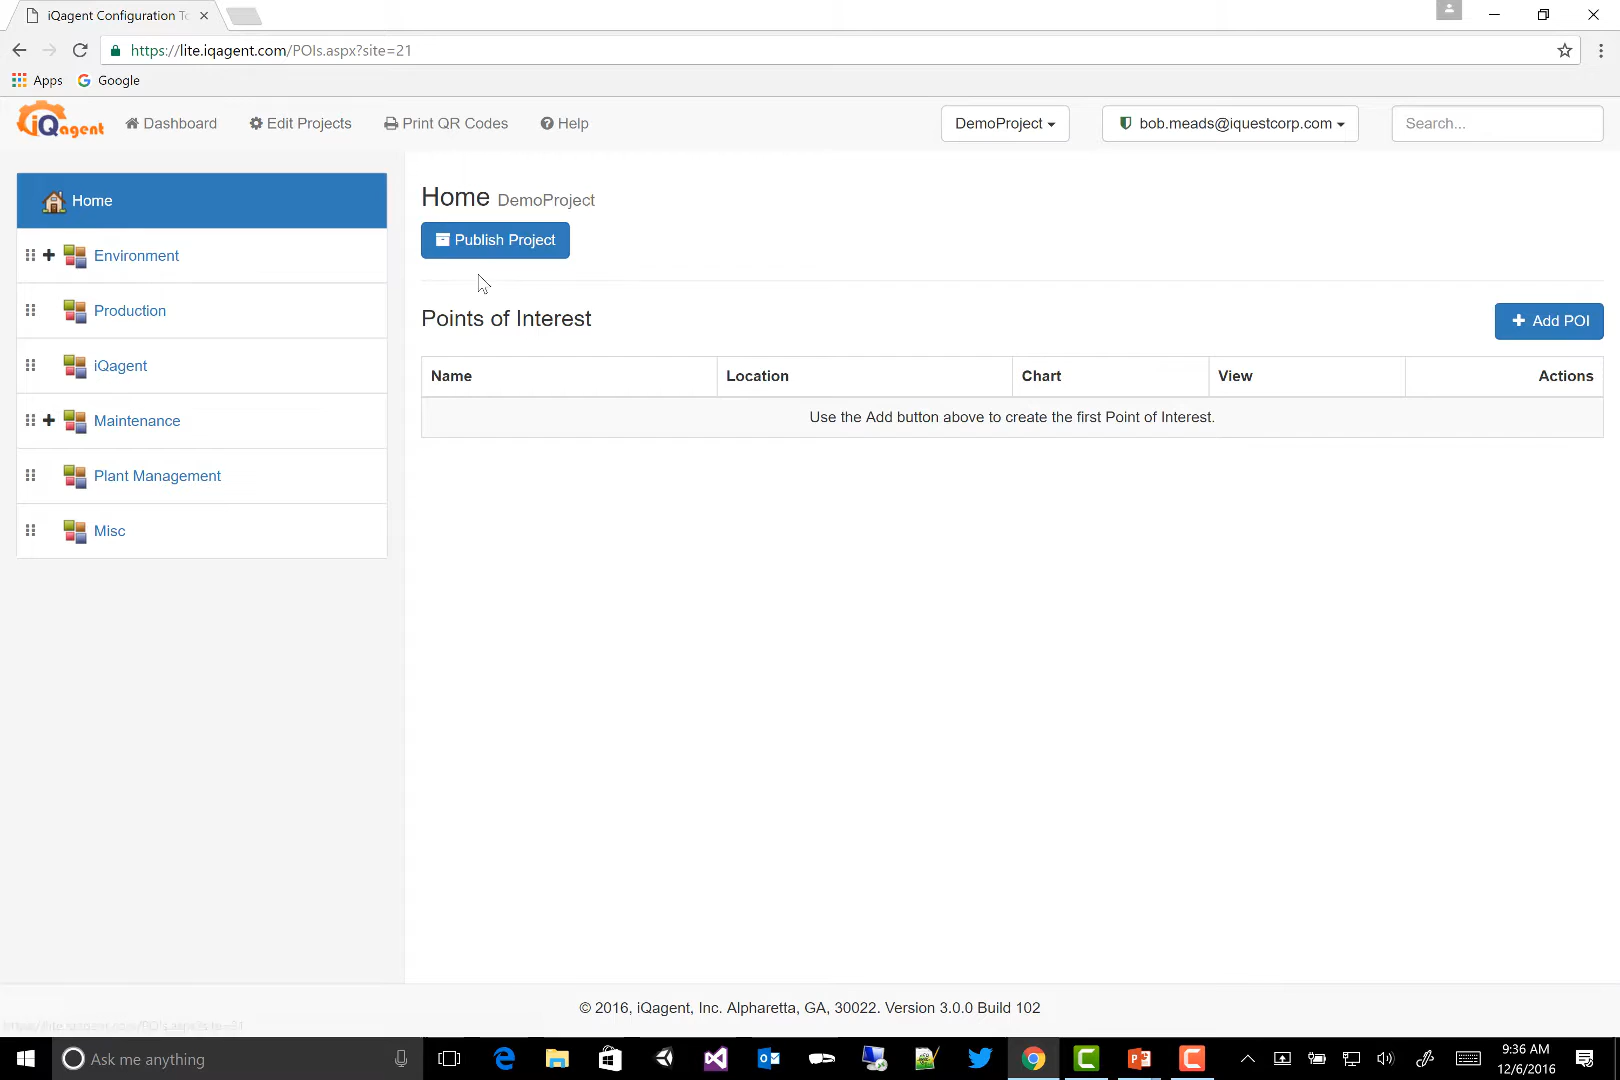 iQagent Configuration To
https://lite.iqagent.com/POIs.aspx?site=21
Apps Google
iQagent Dashboard Edit Projects Print QR Codes Help DemoProject bob.meads@iquestcorp.com Search...
Home
Environment
Production
iQagent
Maintenance
Plant Management
Misc
Home DemoProject
Publish Project
Points of Interest
Add POI
Name Location Chart View Actions
Use the Add button above to create the first Point of Interest.
© 2016, iQagent, Inc. Alpharetta, GA, 30022. Version 3.0.0 Build 102
Ask me anything
9:36 AM
12/6/2016